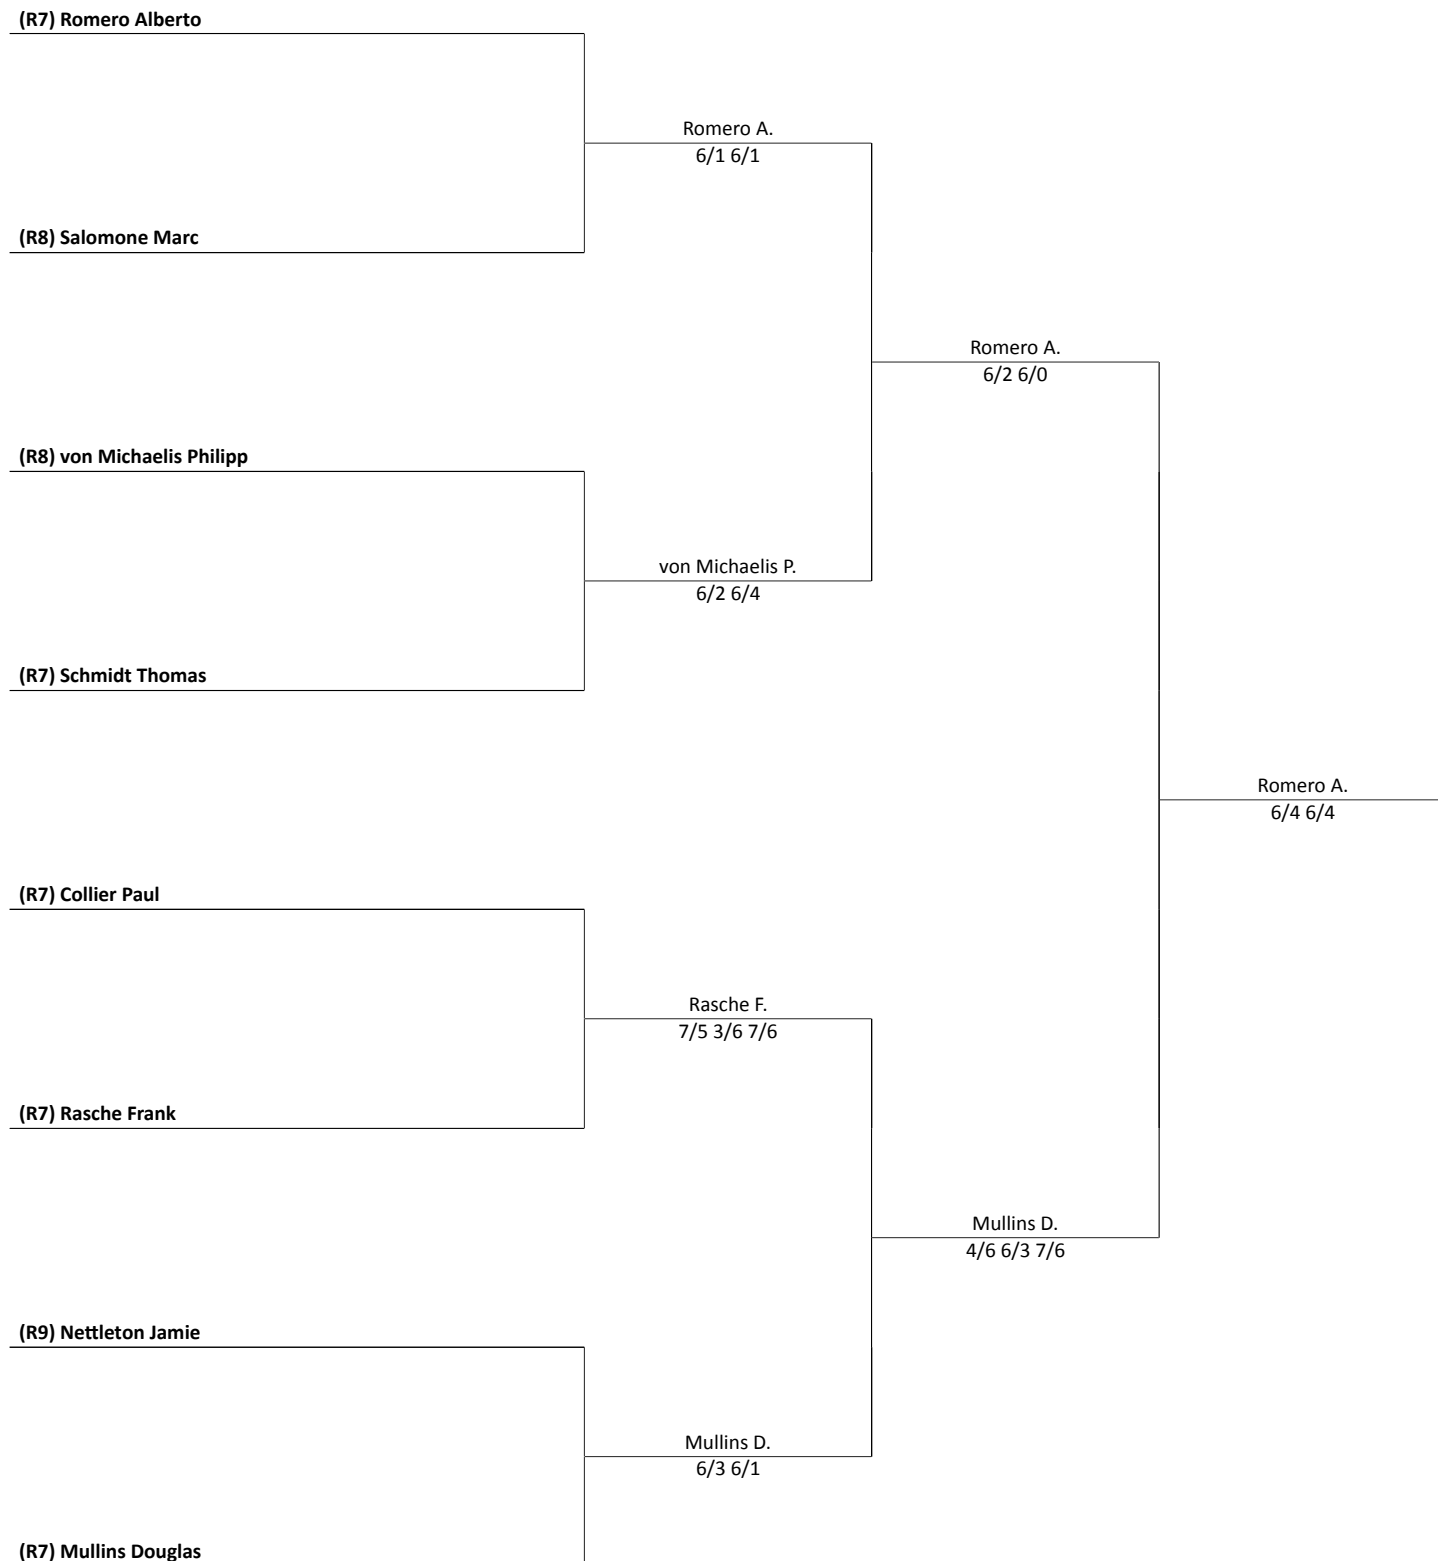 (R7) Romero Alberto
Romero A.
6/1 6/1
(R8) Salomone Marc
Romero A.
6/2 6/0
(R8) von Michaelis Philipp
von Michaelis P.
6/2 6/4
(R7) Schmidt Thomas
Romero A.
6/4 6/4
(R7) Collier Paul
Rasche F.
7/5 3/6 7/6
(R7) Rasche Frank
Mullins D.
4/6 6/3 7/6
(R9) Nettleton Jamie
Mullins D.
6/3 6/1
(R7) Mullins Douglas